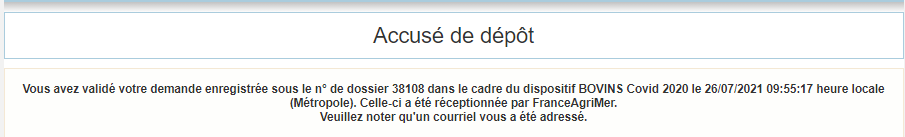 Accusé de dépôt
Vous avez validé votre demande enregistrée sous le n° de dossier 38108 dans le cadre du dispositif BOVINS Covid 2020 le 26/07/2021 09:55:17 heure locale
(Métropole). Celle-ci a été réceptionnée par FranceAgriMer.
Veuillez noter qu'un courriel vous a été adressé.